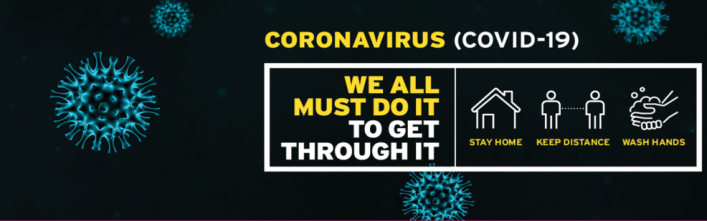 CORONAVIRUS (COVID-19)
WE ALL
MUST DO IT
TO GET
THROUGH IT
STAY HOME KEEP DISTANCE WASH HANDS